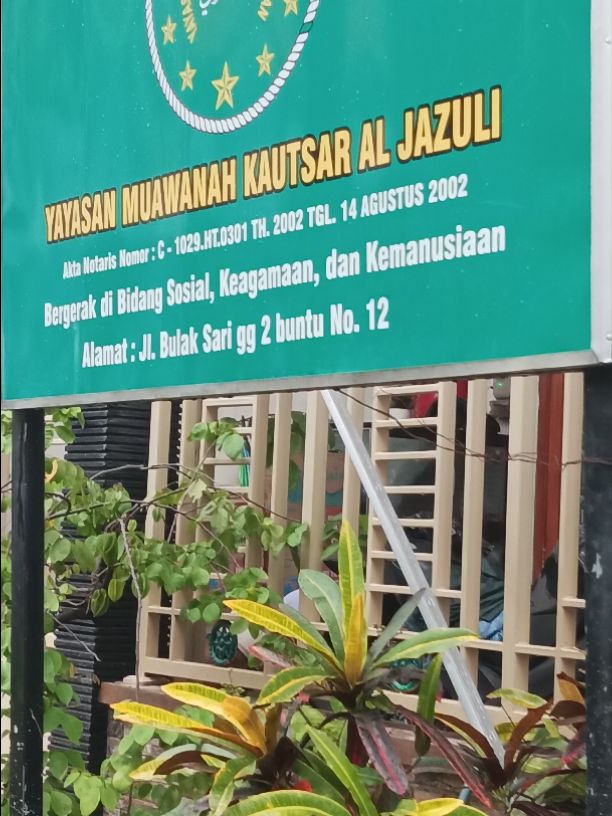 YAYASAN MUAWANAH KAUTSAR AL JAZULI
Akta Notaris Nomor : C - 1029.HT.0301 TH. 2002 TGL. 14 AGUSTUS 2002
Bergerak di Bidang Sosial, Keagamaan, dan Kemanusiaan
Alamat : Jl. Bulak Sari gg 2 buntu No. 12